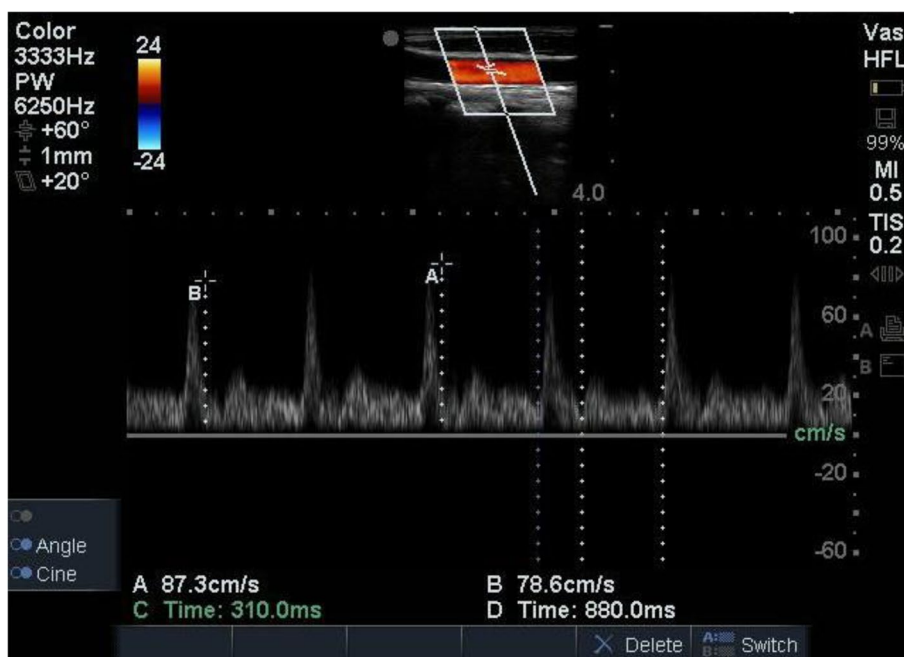 Color
3333Hz
PW
6250Hz
+60°
1mm
+20°
24
-24
4.0
Vas
HFL
99%
MI
0.5
TIS
0.2
A
B
B
A
100
60
20
cm/s
-20
-60
Angle
Cine
A 87.3cm/s
B 78.6cm/s
C Time: 310.0ms
D Time: 880.0ms
Delete
A:
B:
Switch